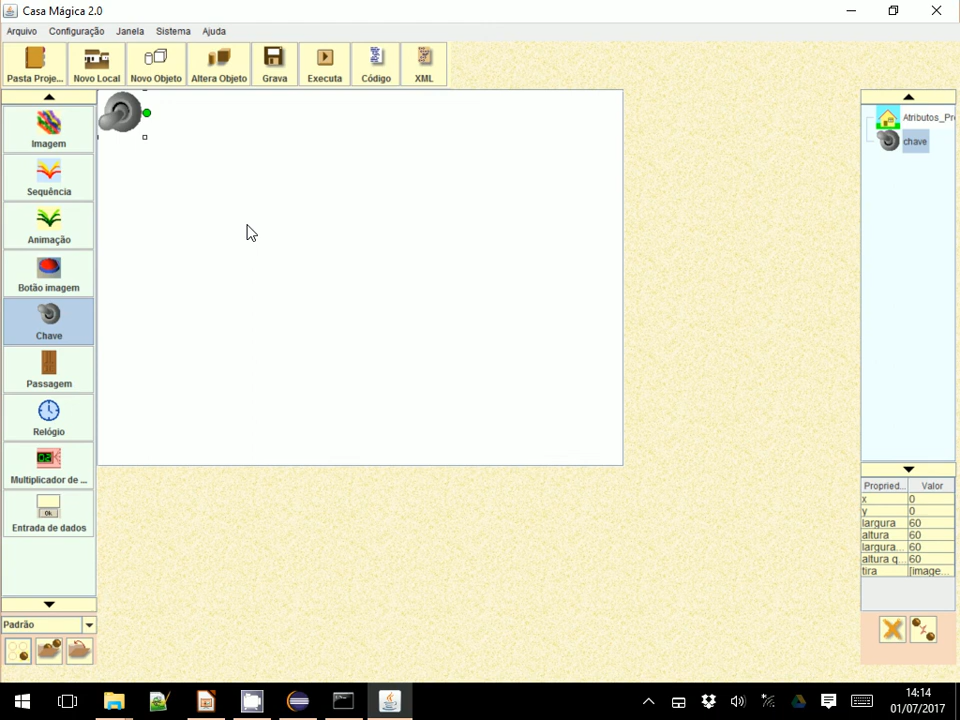 Casa Mágica 2.0
Arquivo Configuração Janela Sistema Ajuda
Pasta Proje... Novo Local Novo Objeto Altera Objeto Grava Executa Código XML
Imagem
Sequência
Animação
Botão imagem
Chave
Passagem
Relógio
Multiplicador de ...
Ok
Entrada de dados
Padrão
Atributos_Pr
chave
Propried... Valor
x 0
y 0
largura 60
altura 60
largura... 60
altura q... 60
tira [image...
14:14
01/07/2017